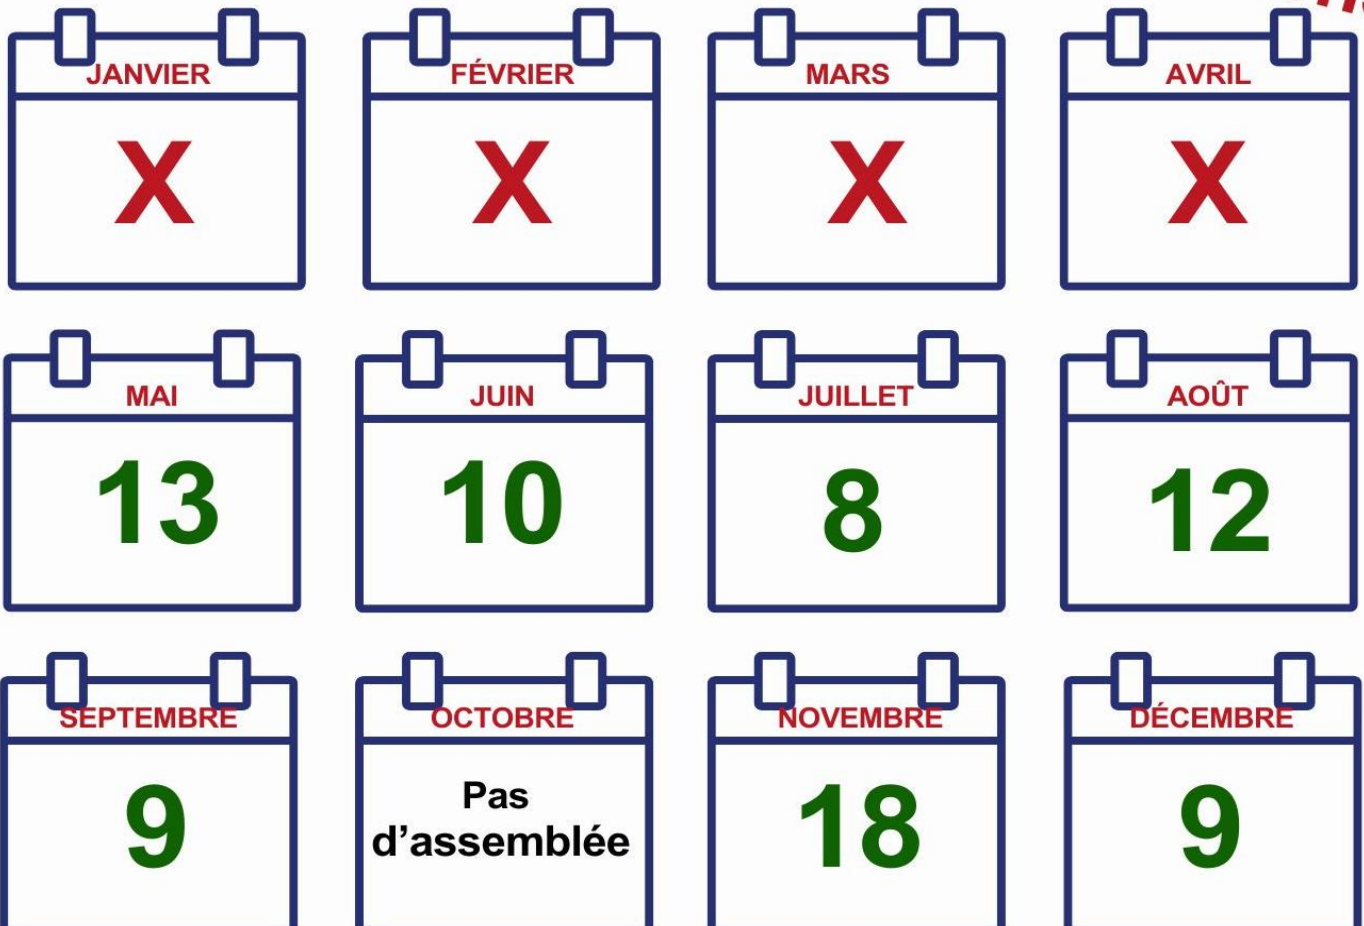 JANVIER
FÉVRIER
MARS
AVRIL
X
X
X
X
MAI
JUIN
JUILLET
AOÛT
13
10
8
12
SEPTEMBRE
OCTOBRE
NOVEMBRE
DÉCEMBRE
9
Pas
d’assemblée
18
9